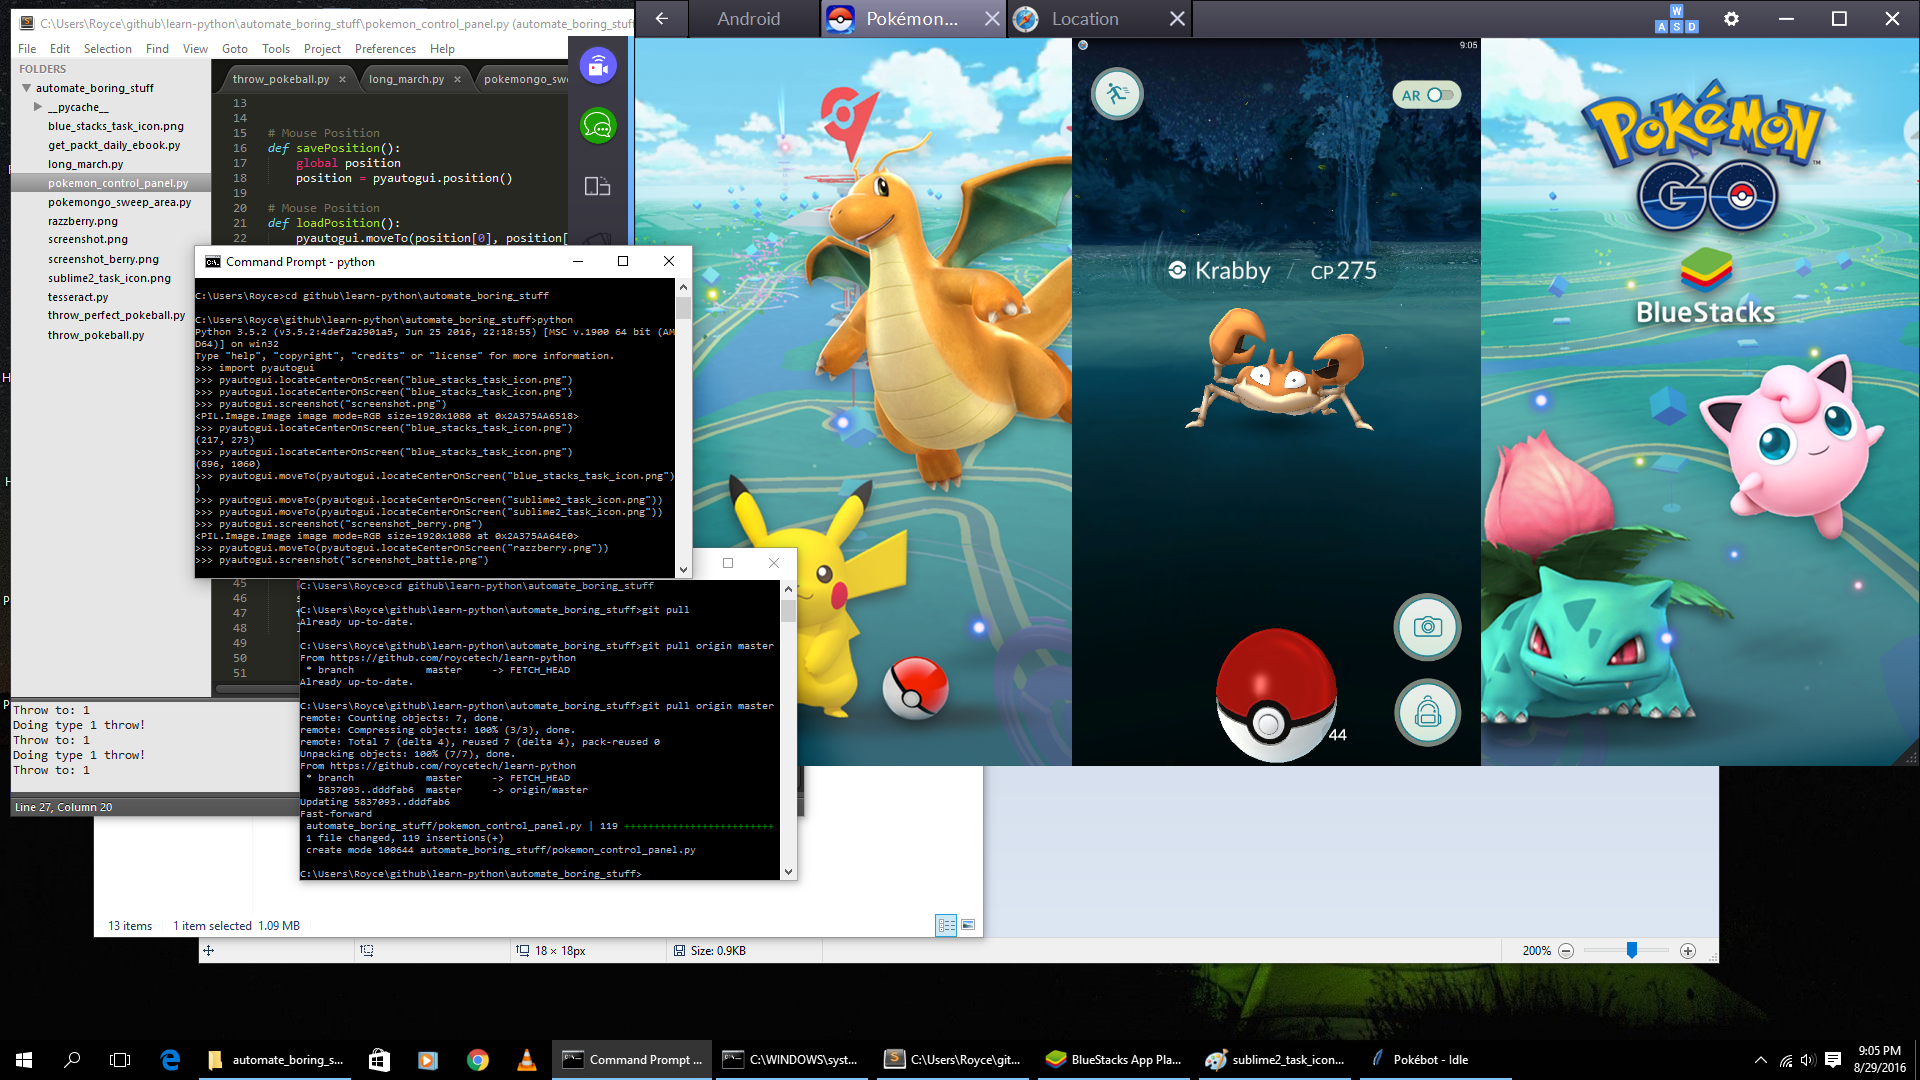 C:\Users\Royce\github\learn-python\automate_boring_stuff\pokemon_control_panel.py (automate_boring_stuff
File Edit Selection Find View Goto Tools Project Preferences Help
FOLDERS
automate_boring_stuff
__pycache__
blue_stacks_task_icon.png
get_packt_daily_ebook.py
long_march.py
pokemon_control_panel.py
pokemongo_sweep_area.py
razzberry.png
screenshot.png
screenshot_berry.png
sublime2_task_icon.png
tesseract.py
throw_perfect_pokeball.py
throw_pokeball.py
throw_pokeball.py × long_march.py × pokemongo_sw
13
14
15 # Mouse Position
16 def savePosition():
17 global position
18 position = pyautogui.position()
19
20 # Mouse Position
21 def loadPosition():
22 pyautogui.moveTo(position[0], position[
45
46
47
48
49
50
51
Throw to: 1
Doing type 1 throw!
Throw to: 1
Doing type 1 throw!
Throw to: 1
Line 27, Column 20
Command Prompt - python
C:\Users\Royce>cd github\learn-python\automate_boring_stuff
C:\Users\Royce\github\learn-python\automate_boring_stuff>python
Python 3.5.2 (v3.5.2:4def2a2901a5, Jun 25 2016, 22:18:55) [MSC v.1900 64 bit (AM
D64)] on win32
Type "help", "copyright", "credits" or "license" for more information.
>>> import pyautogui
>>> pyautogui.locateCenterOnScreen("blue_stacks_task_icon.png")
>>> pyautogui.locateCenterOnScreen("blue_stacks_task_icon.png")
>>> pyautogui.screenshot("screenshot.png")
<PIL.Image.Image image mode=RGB size=1920x1080 at 0x2A375AA6518>
>>> pyautogui.locateCenterOnScreen("blue_stacks_task_icon.png")
(217, 273)
>>> pyautogui.locateCenterOnScreen("blue_stacks_task_icon.png")
(896, 1060)
>>> pyautogui.moveTo(pyautogui.locateCenterOnScreen("blue_stacks_task_icon.png")
)
>>> pyautogui.moveTo(pyautogui.locateCenterOnScreen("sublime2_task_icon.png"))
>>> pyautogui.moveTo(pyautogui.locateCenterOnScreen("sublime2_task_icon.png"))
>>> pyautogui.screenshot("screenshot_berry.png")
<PIL.Image.Image image mode=RGB size=1920x1080 at 0x2A375AA64E0>
>>> pyautogui.moveTo(pyautogui.locateCenterOnScreen("razzberry.png"))
>>> pyautogui.screenshot("screenshot_battle.png")
C:\Users\Royce>cd github\learn-python\automate_boring_stuff
C:\Users\Royce\github\learn-python\automate_boring_stuff>git pull
Already up-to-date.
C:\Users\Royce\github\learn-python\automate_boring_stuff>git pull origin master
From https://github.com/roycetech/learn-python
* branch master -> FETCH_HEAD
Already up-to-date.
C:\Users\Royce\github\learn-python\automate_boring_stuff>git pull origin master
remote: Counting objects: 7, done.
remote: Compressing objects: 100% (3/3), done.
remote: Total 7 (delta 4), reused 7 (delta 4), pack-reused 0
Unpacking objects: 100% (7/7), done.
From https://github.com/roycetech/learn-python
* branch master -> FETCH_HEAD
5837093..dddfab6 master -> origin/master
Updating 5837093..dddfab6
Fast-forward
automate_boring_stuff/pokemon_control_panel.py | 119 +++++++++++++++++++++++++
1 file changed, 119 insertions(+)
create mode 100644 automate_boring_stuff/pokemon_control_panel.py
C:\Users\Royce\github\learn-python\automate_boring_stuff>
Android Pokémon... Location
W
A S D
9:05
AR
Krabby / CP275
44
POKÉMON
GO
BlueStacks
13 items 1 item selected 1.09 MB
18 × 18px Size: 0.9KB 200%
automate_boring_s... Command Prompt ... C:\WINDOWS\syst... C:\Users\Royce\git... BlueStacks App Pla... sublime2_task_icon... Pokébot - Idle
9:05 PM
8/29/2016